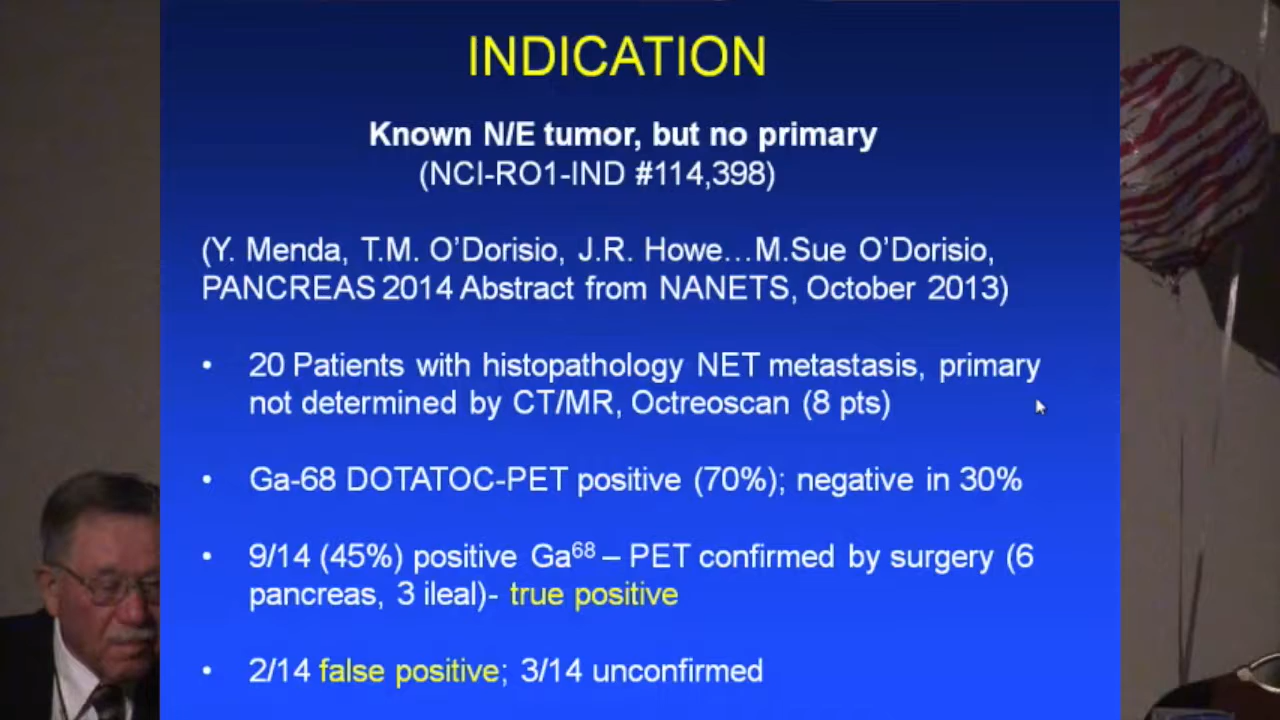 INDICATION
Known N/E tumor, but no primary
(NCI-RO1-IND #114,398)
(Y. Menda, T.M. O’Dorisio, J.R. Howe…M.Sue O’Dorisio,
PANCREAS 2014 Abstract from NANETS, October 2013)
• 20 Patients with histopathology NET metastasis, primary
not determined by CT/MR, Octreoscan (8 pts)
• Ga-68 DOTATOC-PET positive (70%); negative in 30%
• 9/14 (45%) positive Ga⁶⁸ – PET confirmed by surgery (6
pancreas, 3 ileal)- true positive
• 2/14 false positive; 3/14 unconfirmed